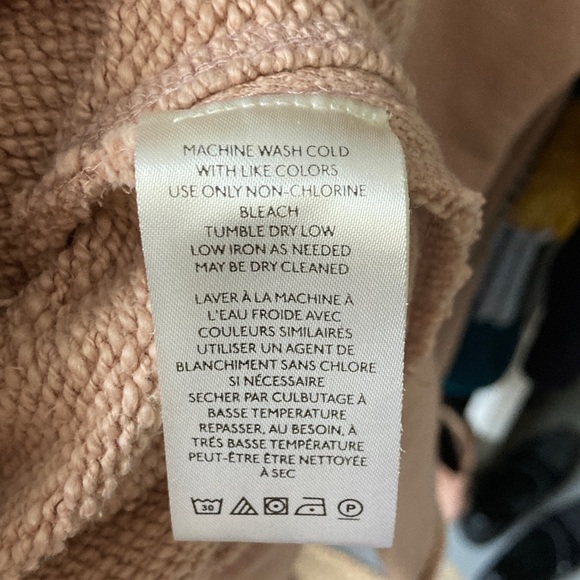 MACHINE WASH COLD
WITH LIKE COLORS
USE ONLY NON-CHLORINE
BLEACH
TUMBLE DRY LOW
LOW IRON AS NEEDED
MAY BE DRY CLEANED
LAVER À LA MACHINE À
L'EAU FROIDE AVEC
COULEURS SIMILAIRES
UTILISER UN AGENT DE
BLANCHIMENT SANS CHLORE
SI NÉCESSAIRE
SECHER PAR CULBUTAGE À
BASSE TEMPERATURE
REPASSER, AU BESOIN, À
TRÉS BASSE TEMPÉRATURE
PEUT-ÊTRE ÊTRE NETTOYÉE
À SEC
30 P